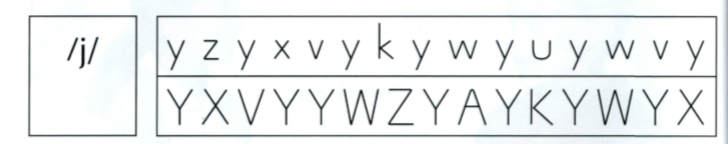 /j/
y z y x v y k y w y u y w v y
Y X V Y Y W Z Y A Y K Y W Y X